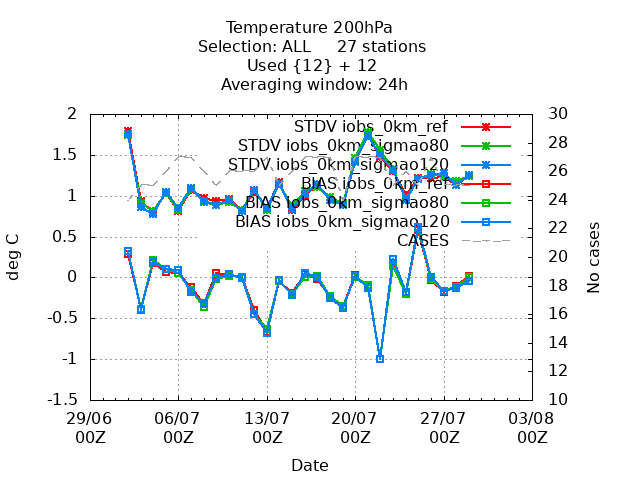 Temperature 200hPa
Selection: ALL     27 stations
Used {12} + 12
Averaging window: 24h
2
1.5
1
0.5
0
-0.5
-1
-1.5
deg C
30
28
26
24
22
20
18
16
14
12
10
No cases
STDV iobs_0km_ref
STDV iobs_0km_sigmao80
STDV iobs_0km_sigmao120
BIAS iobs_0km_ref
BIAS iobs_0km_sigmao80
BIAS iobs_0km_sigmao120
CASES
29/06 06/07 13/07 20/07 27/07 03/08
00Z 00Z 00Z 00Z 00Z 00Z
Date